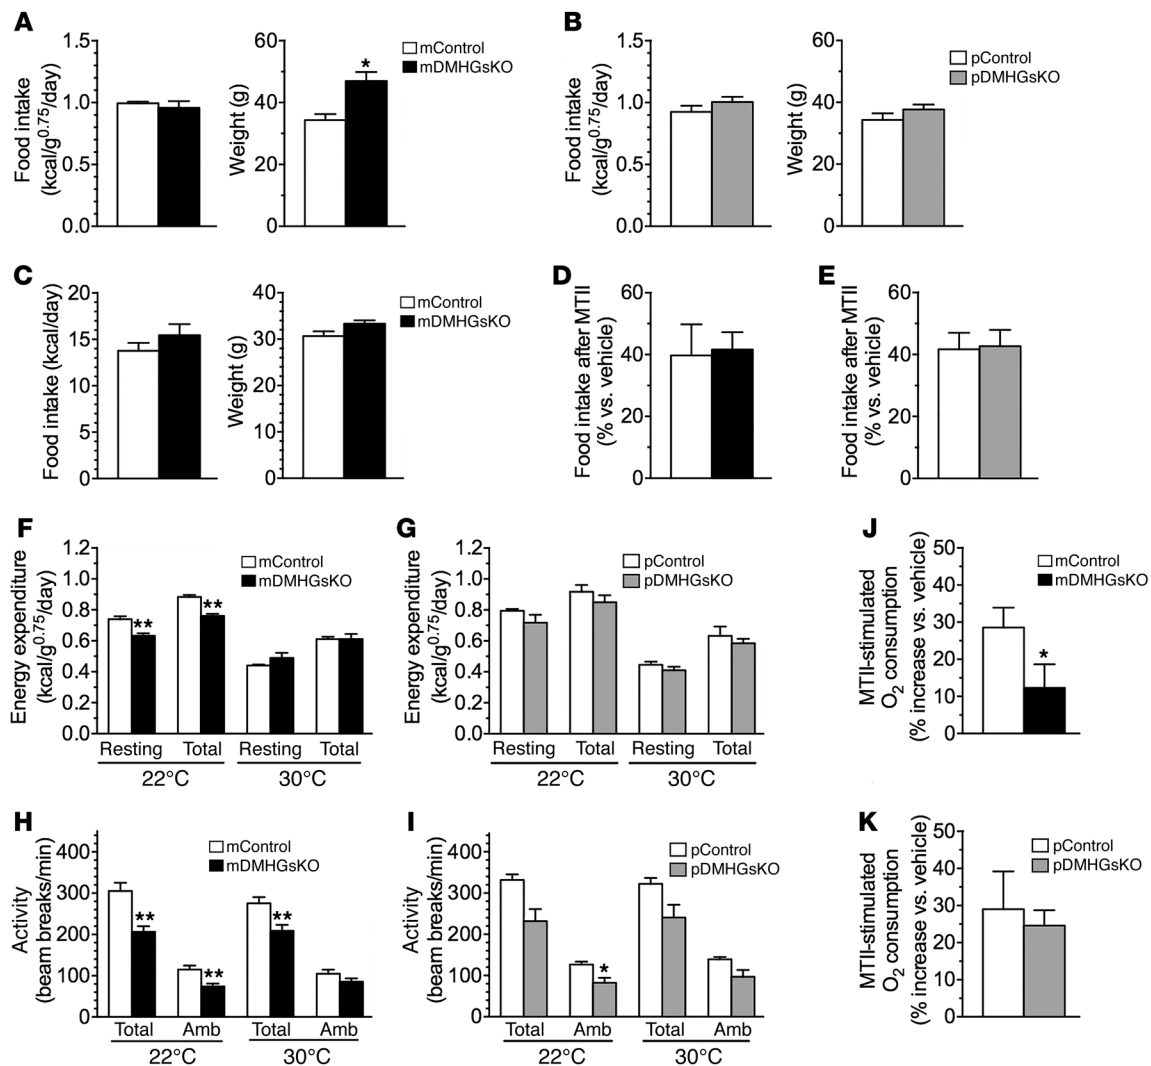 A
Food intake
(kcal/g0.75/day)
1.5
1.0
0.5
0.0
Weight (g)
60
40
20
0
*
mControl
mDMHGsKO
B
Food intake
(kcal/g0.75/day)
1.5
1.0
0.5
0.0
Weight (g)
60
40
20
0
pControl
pDMHGsKO
C
Food intake (kcal/day)
20
15
10
5
0
Weight (g)
40
30
20
10
0
mControl
mDMHGsKO
D
Food intake after MTII
(% vs. vehicle)
60
40
20
0
E
Food intake after MTII
(% vs. vehicle)
60
40
20
0
F
Energy expenditure
(kcal/g0.75/day)
1.2
1.0
0.8
0.6
0.4
0.2
0.0
mControl
mDMHGsKO
**
**
Resting Total Resting Total
22°C 30°C
G
Energy expenditure
(kcal/g0.75/day)
1.2
1.0
0.8
0.6
0.4
0.2
0.0
pControl
pDMHGsKO
Resting Total Resting Total
22°C 30°C
J
MTII-stimulated
O2 consumption
(% increase vs. vehicle)
50
40
30
20
10
0
mControl
mDMHGsKO
*
H
Activity
(beam breaks/min)
400
300
200
100
0
mControl
mDMHGsKO
**
**
**
Total Amb Total Amb
22°C 30°C
I
Activity
(beam breaks/min)
400
300
200
100
0
pControl
pDMHGsKO
*
Total Amb Total Amb
22°C 30°C
K
MTII-stimulated
O2 consumption
(% increase vs. vehicle)
50
40
30
20
10
0
pControl
pDMHGsKO